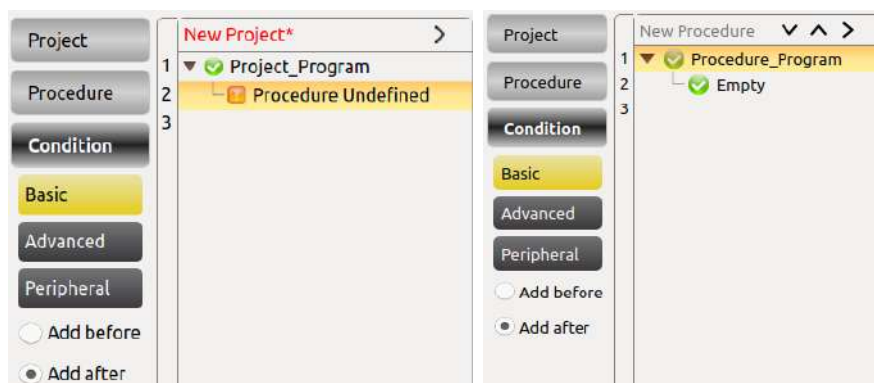 Project
Procedure
Condition
Basic
Advanced
Peripheral
Add before
Add after
New Project*
1 Project_Program
2 Procedure Undefined
3
Project
Procedure
Condition
Basic
Advanced
Peripheral
Add before
Add after
New Procedure
1 Procedure_Program
2 Empty
3